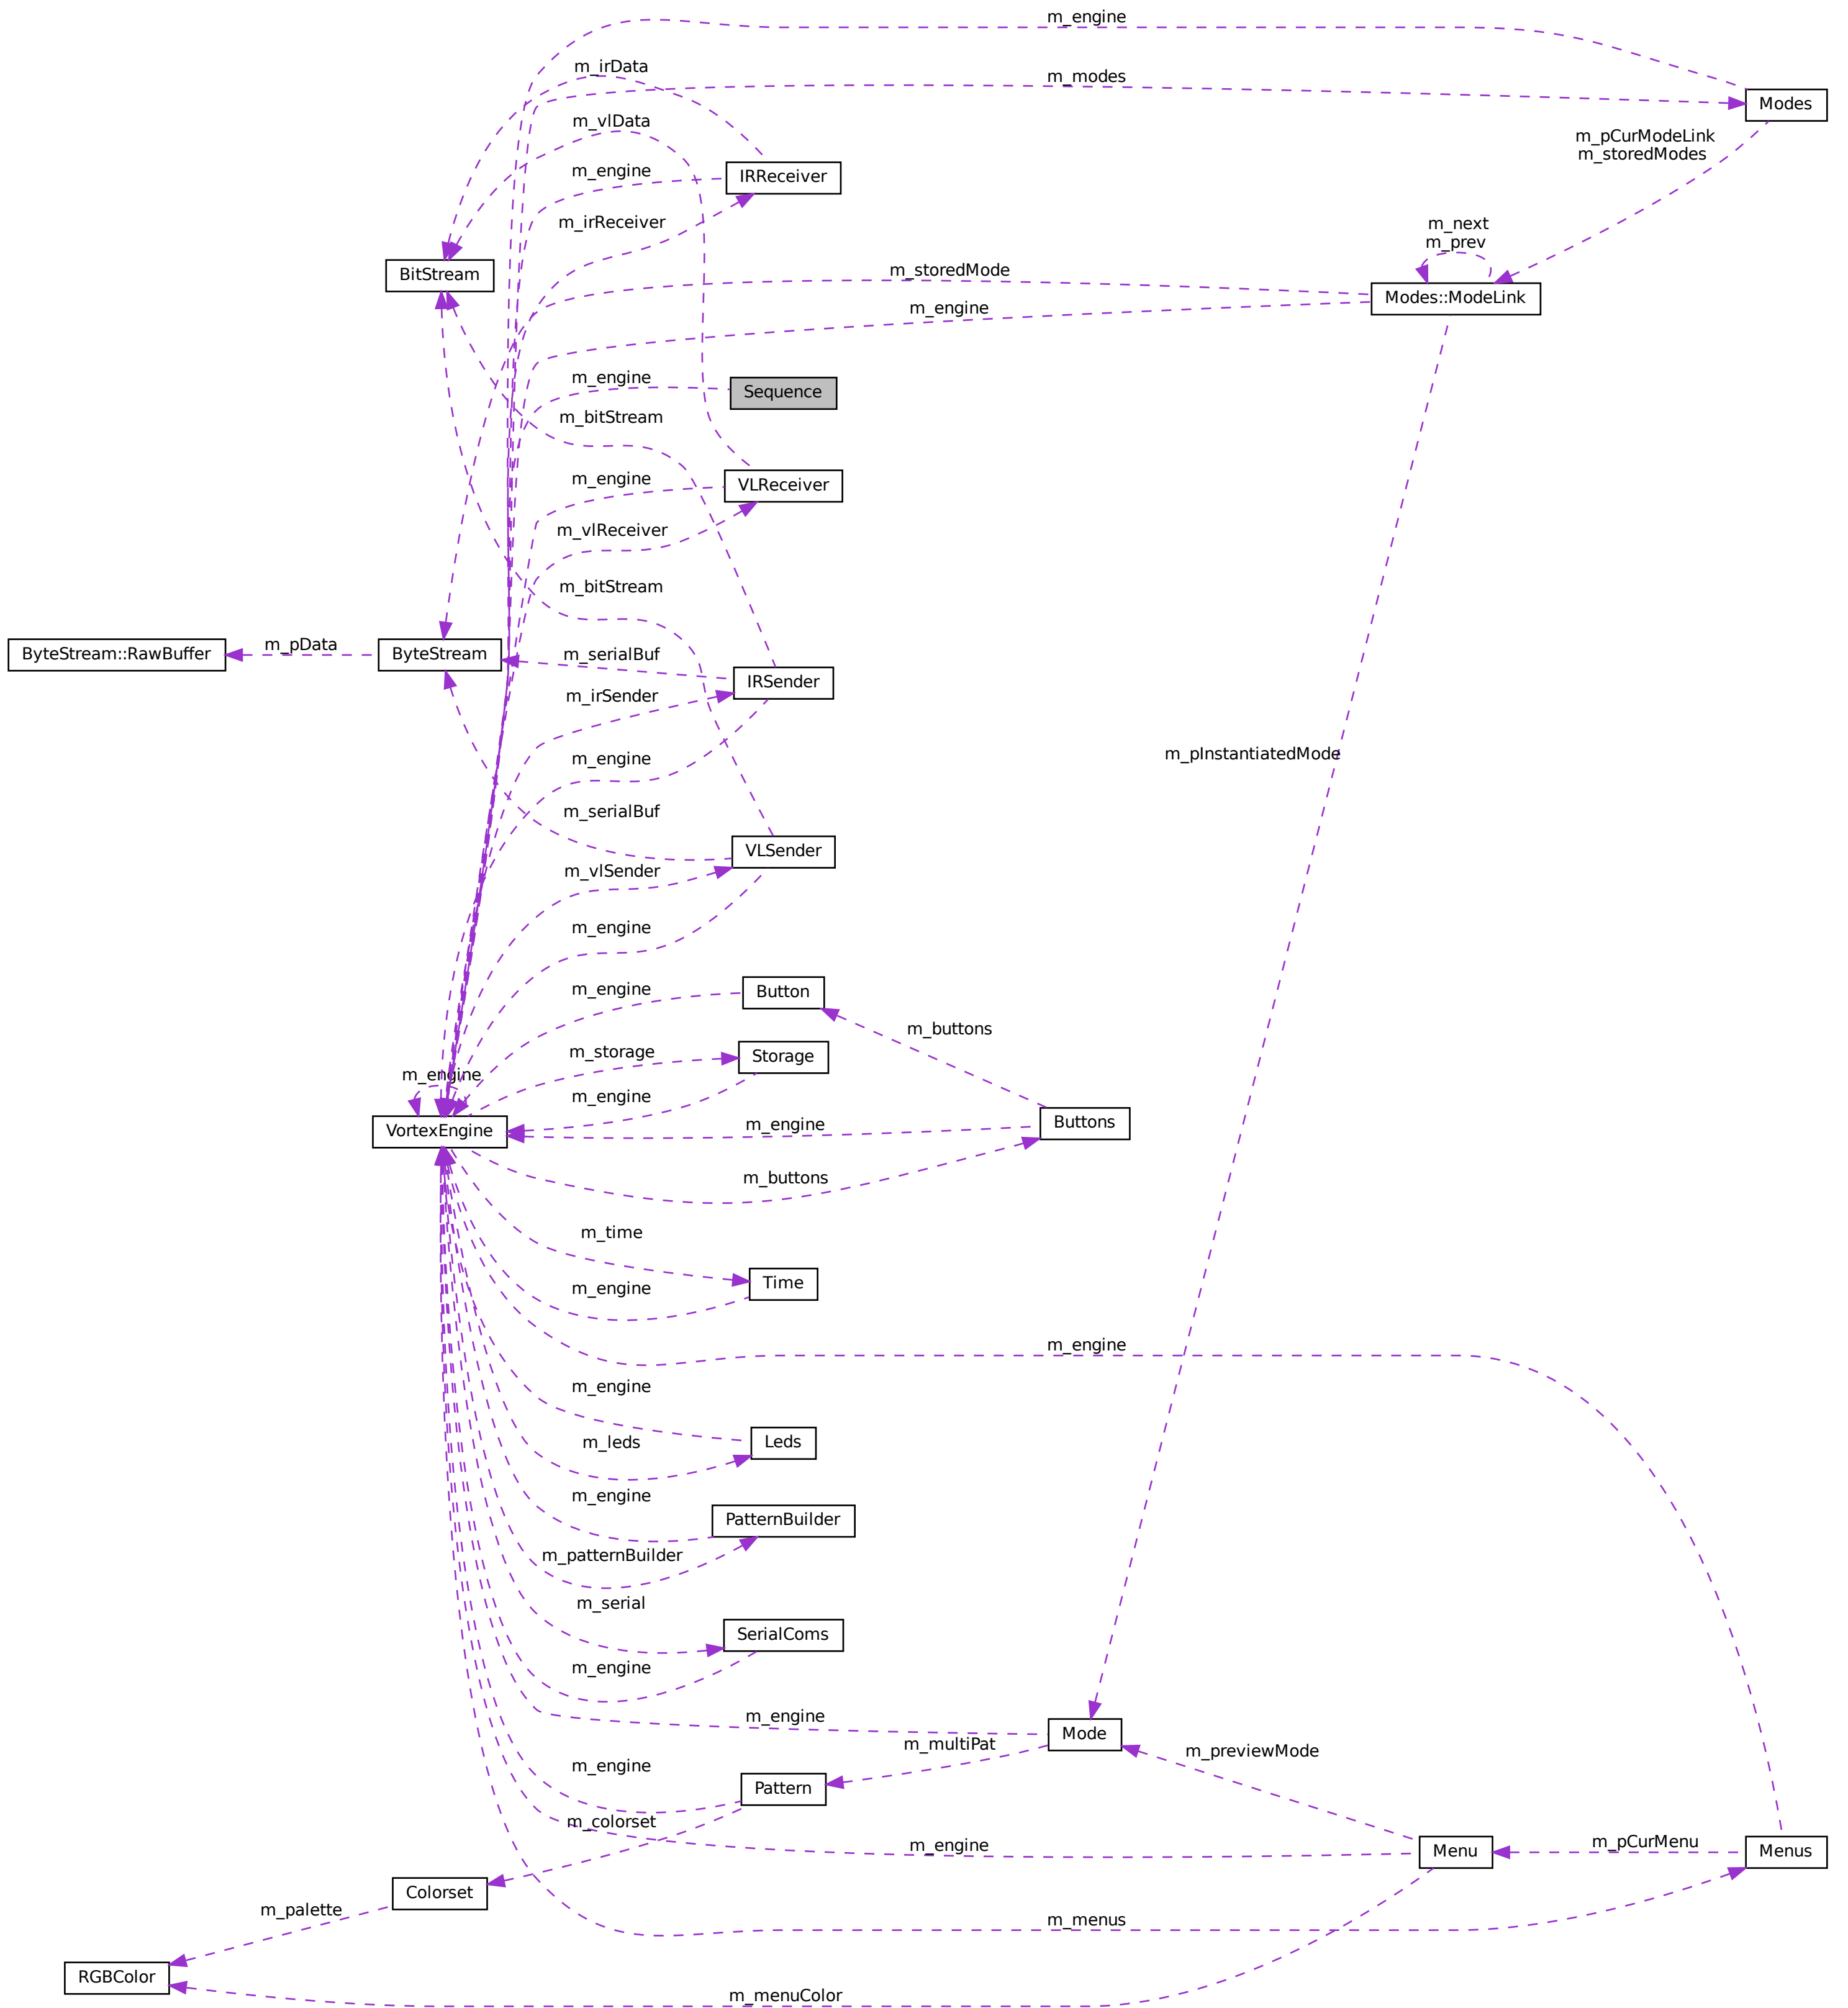 m_engine
m_irData
m_modes
Modes
m_vlData
m_pCurModeLink
m_storedModes
m_engine
IRReceiver
m_irReceiver
m_next
m_prev
BitStream
m_storedMode
Modes::ModeLink
m_engine
m_engine
Sequence
m_bitStream
m_engine
VLReceiver
m_vlReceiver
m_bitStream
ByteStream::RawBuffer
m_pData
ByteStream
m_serialBuf
IRSender
m_irSender
m_engine
m_pInstantiatedMode
m_serialBuf
VLSender
m_vlSender
m_engine
m_engine
Button
m_buttons
m_storage
Storage
m_engine
m_engine
VortexEngine
m_engine
Buttons
m_buttons
m_time
Time
m_engine
m_engine
m_engine
Leds
m_leds
m_engine
PatternBuilder
m_patternBuilder
m_serial
SerialComs
m_engine
m_engine
Mode
m_multiPat
m_previewMode
m_engine
Pattern
m_colorset
m_engine
Menu
m_pCurMenu
Menus
Colorset
m_palette
m_menus
RGBColor
m_menuColor